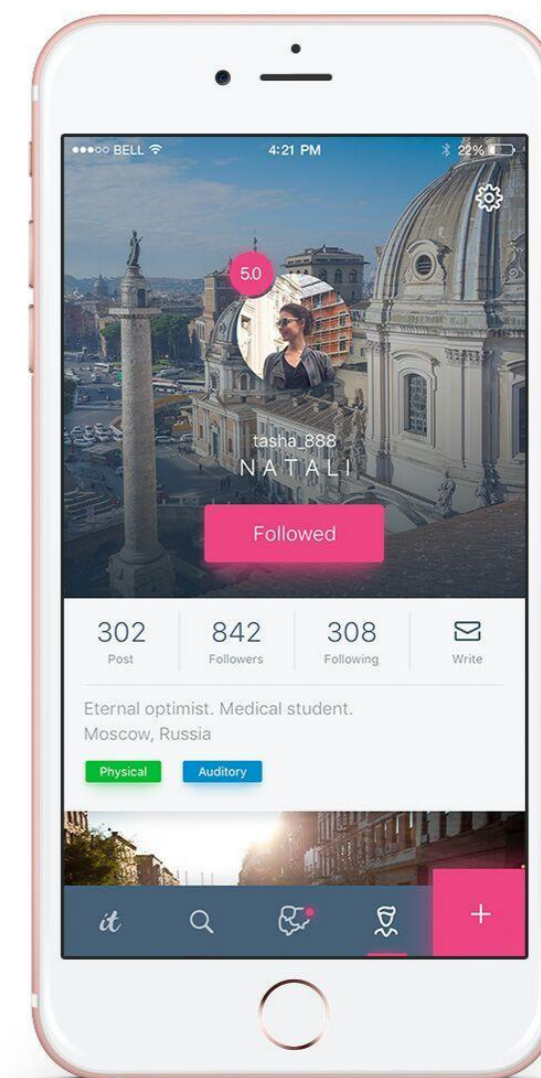 BELL 4:21 PM 22%
5.0
tasha_888
NATALI
Followed
302 842 308
Post Followers Following Write
Eternal optimist. Medical student.
Moscow, Russia
Physical Auditory
it +